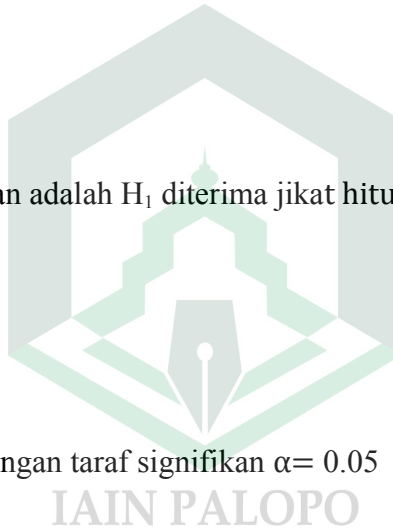 an adalah H₁ diterima jikat hitu
ngan taraf signifikan α= 0.05
IAIN PALOPO